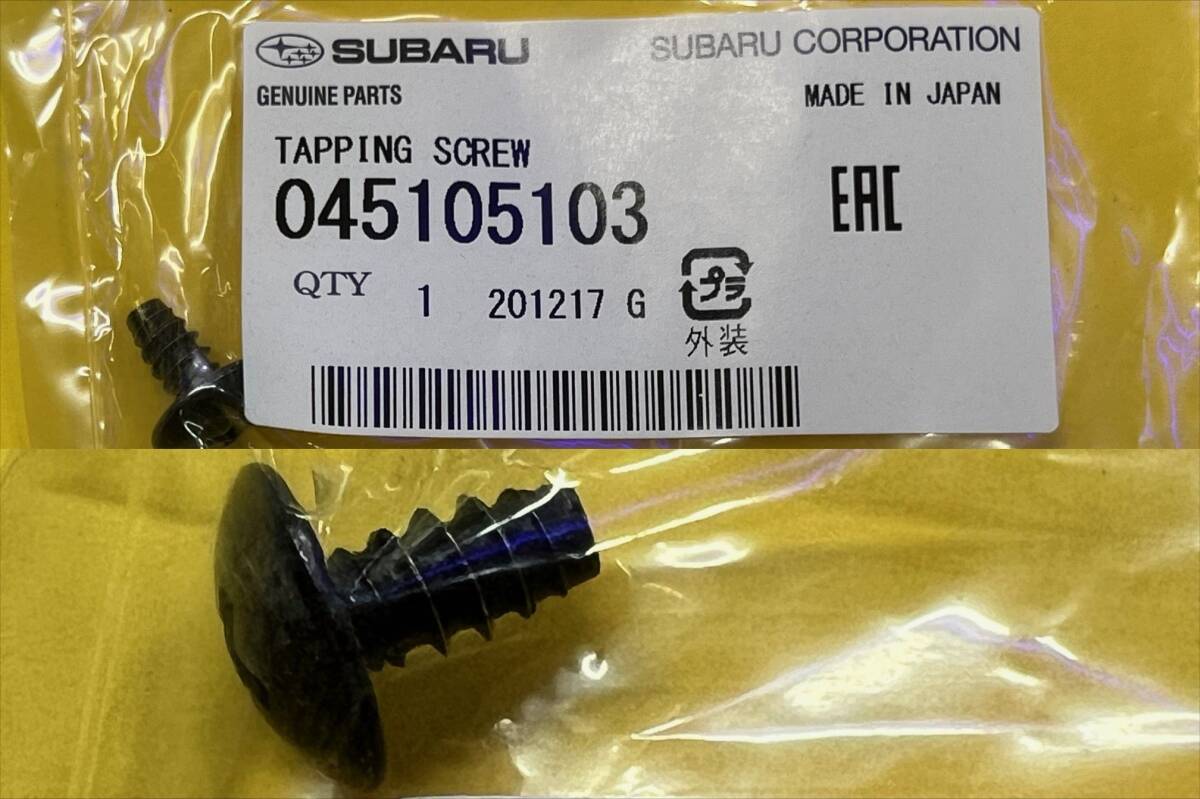 SUBARU SUBARU CORPORATION
GENUINE PARTS MADE IN JAPAN
TAPPING SCREW
045105103
EAC
QTY 1 201217 G
プラ
外装